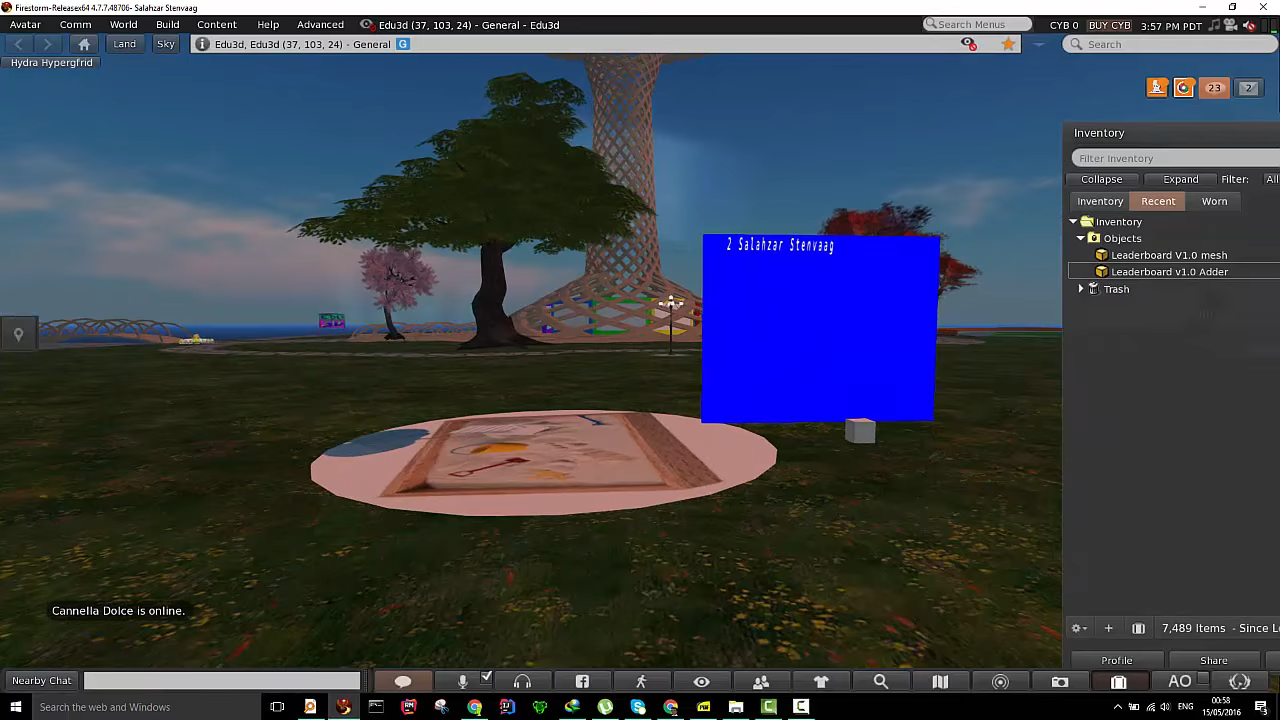 Firestorm-Releasex64 4.7.7.48706- Salahzar Stenvaag
Avatar Comm World Build Content Help Advanced Edu3d (37, 103, 24) - General - Edu3d Search Menus CYB 0 BUY CYB 3:57 PM PDT
Land Sky Edu3d, Edu3d (37, 103, 24) - General G Search
Hydra Hypergfrid
23 2
Inventory
Filter Inventory
Collapse Expand Filter: All
Inventory Recent Worn
Inventory
Objects
Leaderboard V1.0 mesh
Leaderboard v1.0 Adder
Trash
2 Salahzar Stenvaag
Cannella Dolce is online.
7,489 Items - Since
Profile Share
Nearby Chat AO
Search the web and Windows ENG 00:58
15/05/2016